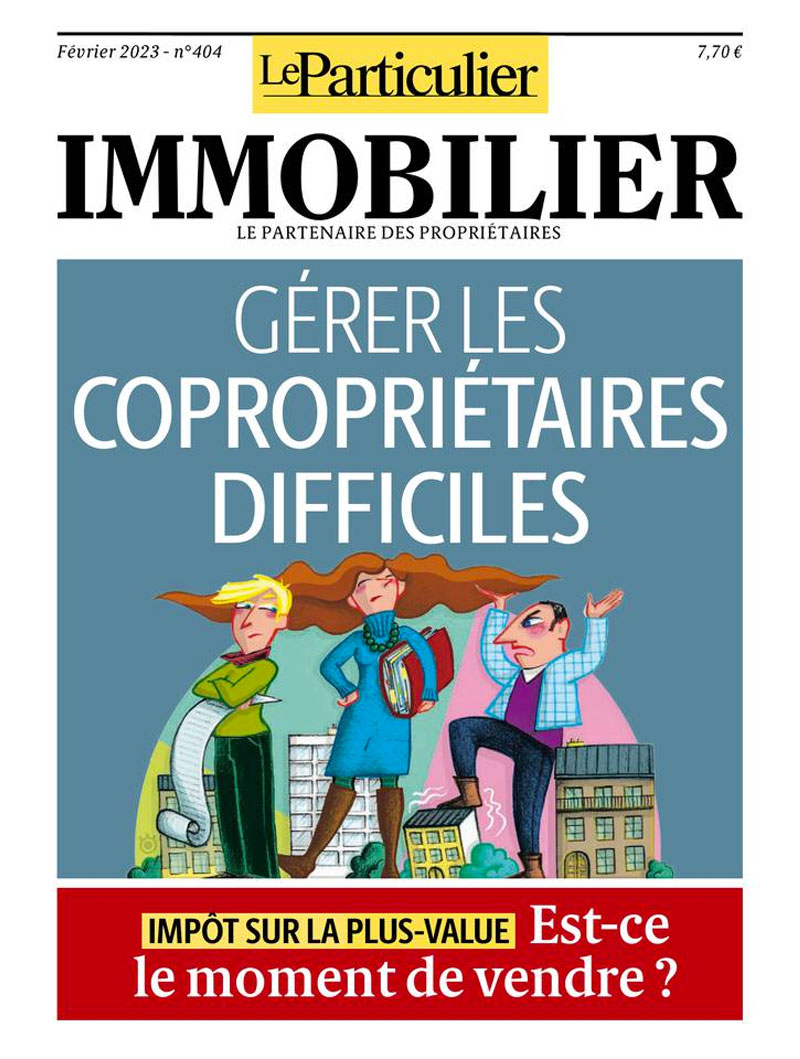 Février 2023 - n°404
LeParticulier
7,70 €
IMMOBILIER
LE PARTENAIRE DES PROPRIÉTAIRES
GÉRER LES
COPROPRIÉTAIRES
DIFFICILES
IMPÔT SUR LA PLUS-VALUE Est-ce
le moment de vendre ?